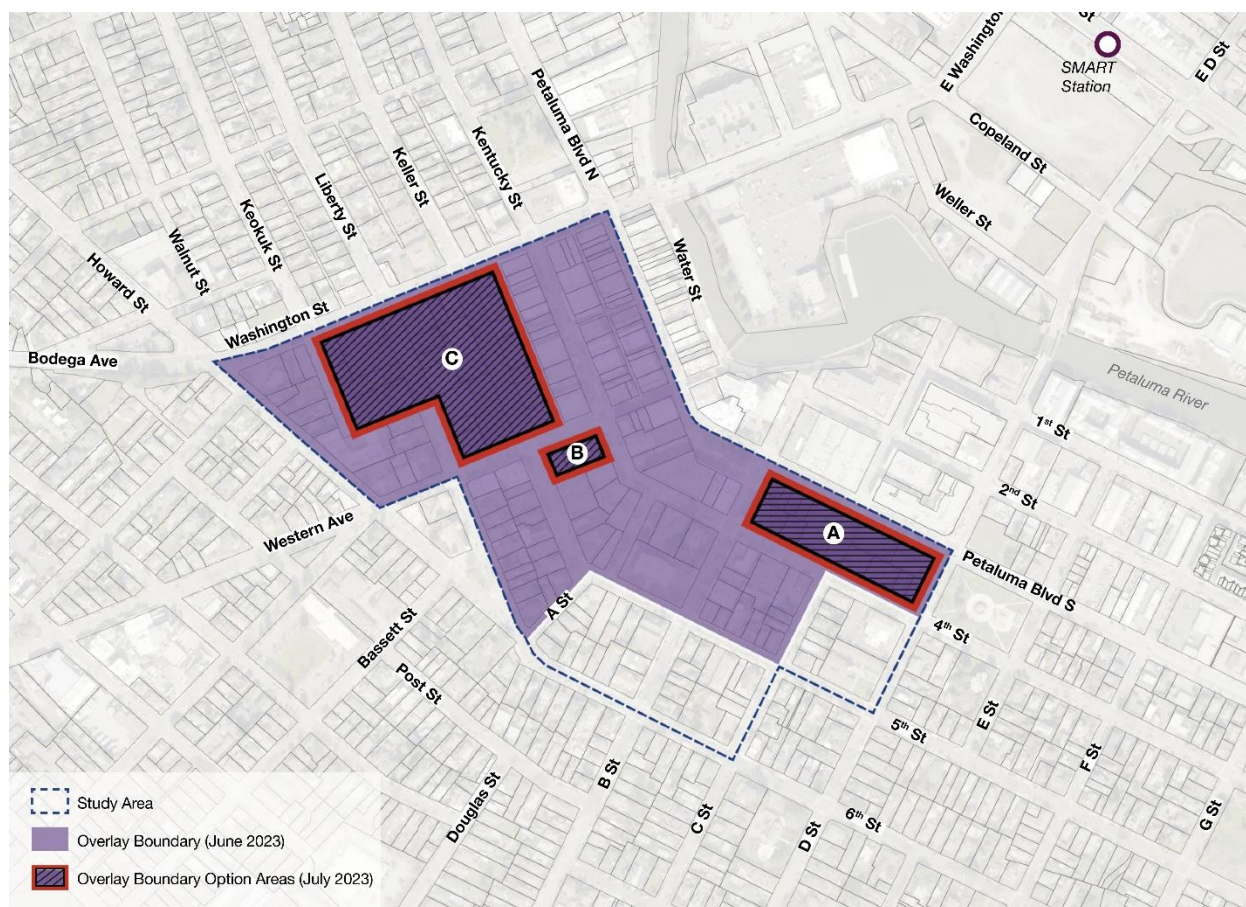 St
E Washington
E D St
SMART
Station
Petaluma Blvd N
Copeland St
Kentucky St
Keller St
Liberty St
Weller St
Keokuk St
Walnut St
Howard St
Water St
Washington St
Bodega Ave
C
Petaluma River
1st St
B
2nd St
A
Western Ave
Petaluma Blvd S
A St
4th St
Bassett St
Post St
E St
5th St
F St
B St
Douglas St
C St
D St
6th St
G St
Study Area
Overlay Boundary (June 2023)
Overlay Boundary Option Areas (July 2023)